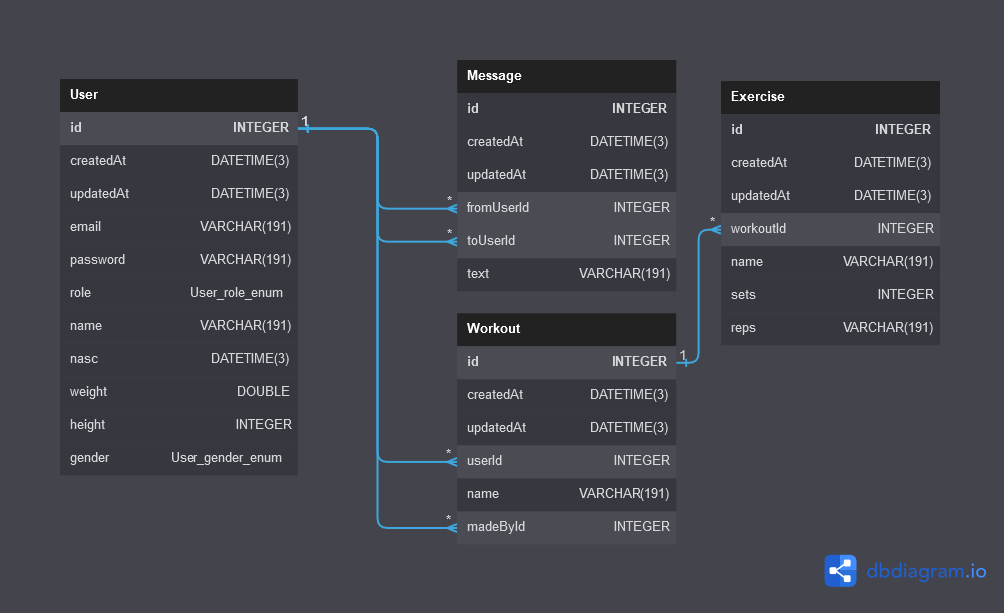 User
id INTEGER 1
createdAt DATETIME(3)
updatedAt DATETIME(3)
email VARCHAR(191)
password VARCHAR(191)
role User_role_enum
name VARCHAR(191)
nasc DATETIME(3)
weight DOUBLE
height INTEGER
gender User_gender_enum
Message
id INTEGER
createdAt DATETIME(3)
updatedAt DATETIME(3)
* fromUserId INTEGER
* toUserId INTEGER
text VARCHAR(191)
Workout
id INTEGER 1
createdAt DATETIME(3)
updatedAt DATETIME(3)
* userId INTEGER
name VARCHAR(191)
* madeById INTEGER
Exercise
id INTEGER
createdAt DATETIME(3)
updatedAt DATETIME(3)
* workoutId INTEGER
name VARCHAR(191)
sets INTEGER
reps VARCHAR(191)
dbdiagram.io